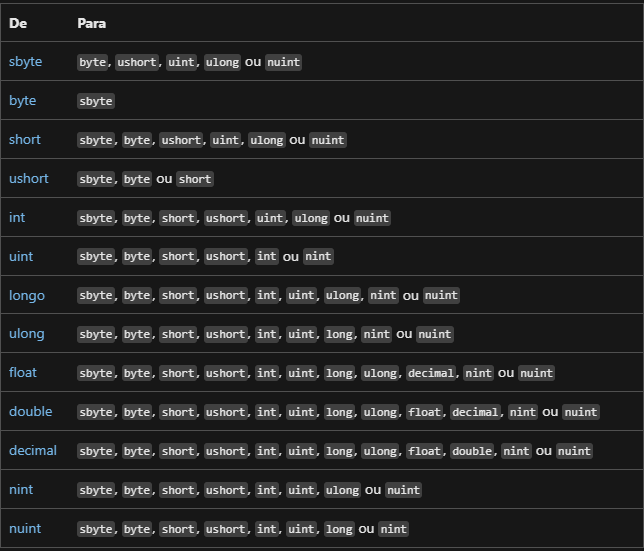 De Para
sbyte byte, ushort, uint, ulong ou nuint
byte sbyte
short sbyte, byte, ushort, uint, ulong ou nuint
ushort sbyte, byte ou short
int sbyte, byte, short, ushort, uint, ulong ou nuint
uint sbyte, byte, short, ushort, int ou nint
longo sbyte, byte, short, ushort, int, uint, ulong, nint ou nuint
ulong sbyte, byte, short, ushort, int, uint, long, nint ou nuint
float sbyte, byte, short, ushort, int, uint, long, ulong, decimal, nint ou nuint
double sbyte, byte, short, ushort, int, uint, long, ulong, float, decimal, nint ou nuint
decimal sbyte, byte, short, ushort, int, uint, long, ulong, float, double, nint ou nuint
nint sbyte, byte, short, ushort, int, uint, ulong ou nuint
nuint sbyte, byte, short, ushort, int, uint, long ou nint